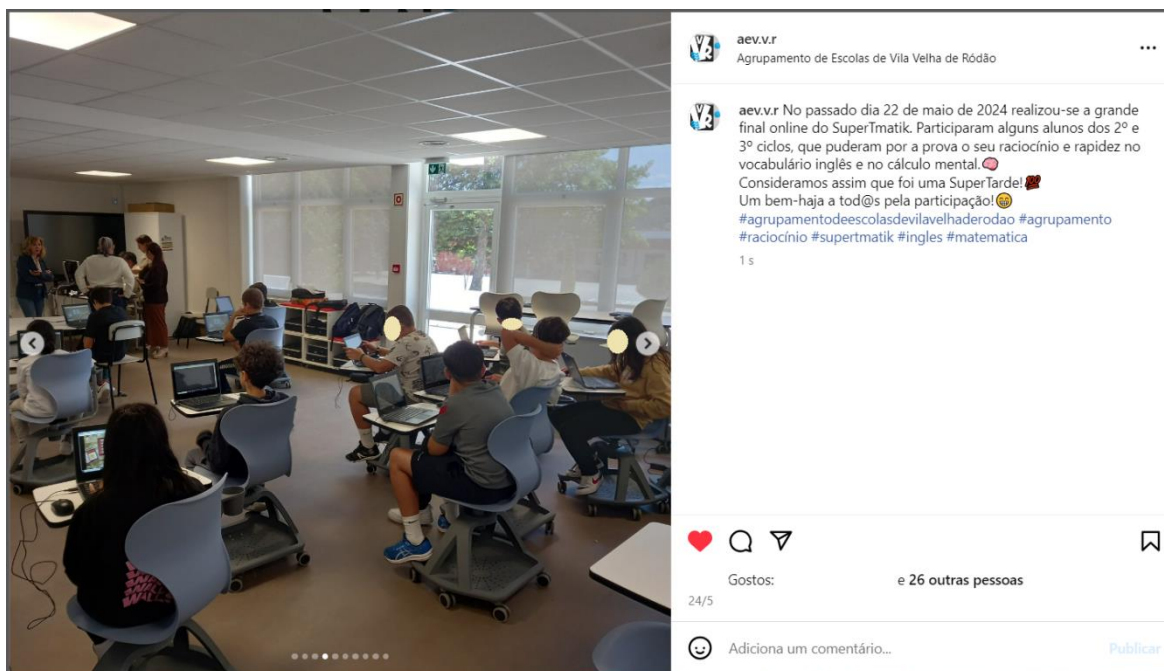 aev.v.r
Agrupamento de Escolas de Vila Velha de Ródão
aev.v.r No passado dia 22 de maio de 2024 realizou-se a grande
final online do SuperTmatik. Participaram alguns alunos dos 2º e
3º ciclos, que puderam por a prova o seu raciocínio e rapidez no
vocabulário inglês e no cálculo mental.🧠
Consideramos assim que foi uma SuperTarde!💯
Um bem-haja a tod@s pela participação!😁
#agrupamentodeescolasdevilavelhaderodao #agrupamento
#raciocínio #supertmatik #ingles #matematica
1 s
Gostos: e 26 outras pessoas
24/5
Adiciona um comentário...
Publicar